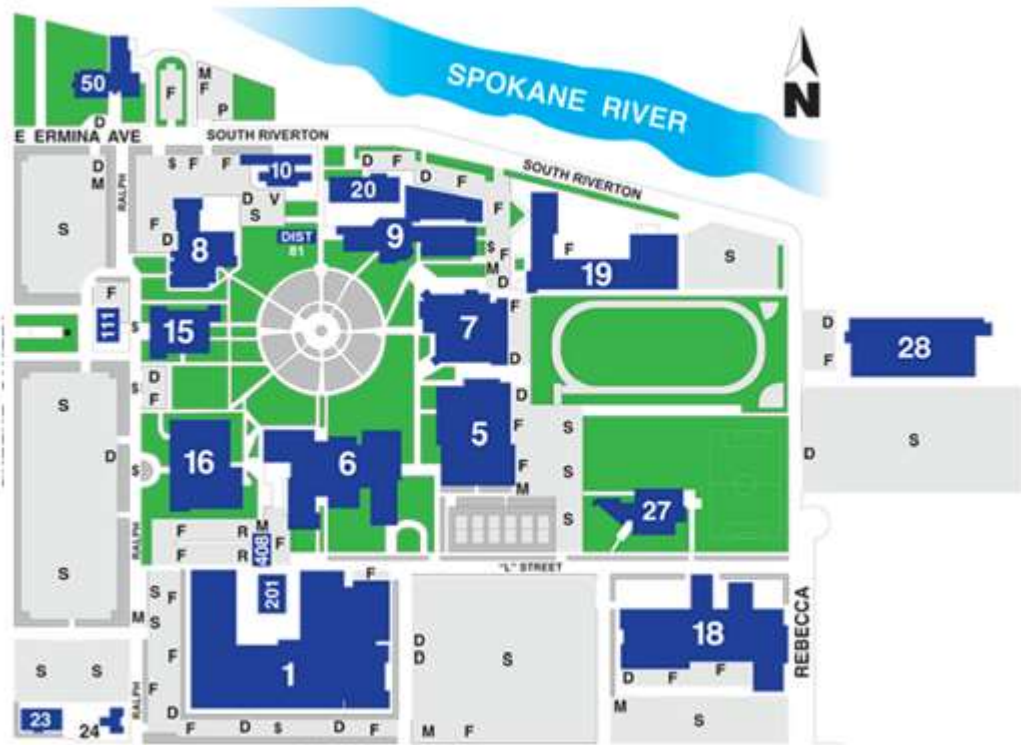 SPOKANE RIVER
N
50
F
M
F
P
D
E ERMINA AVE
SOUTH RIVERTON
SOUTH RIVERTON
D
M
RALPH
S
$ F F
10
D F
20
D F
D V
S
F
D
8
DIST
81
9
F
$
F
M
D
F
19
S
F
111
$
15
7
F
D
D
F
28
S
$
D
F
D
5
F
F
M
S
S
S
D
S
D
$
16
6
27
F R
F R
M
408
F
RALPH
S
"L" STREET
S
F
S
M
201
F
1
D
D
S
18
REBECCA
D F F
S S
F
F
RALPH
D
23
24
F D $ D F
M F
M
S